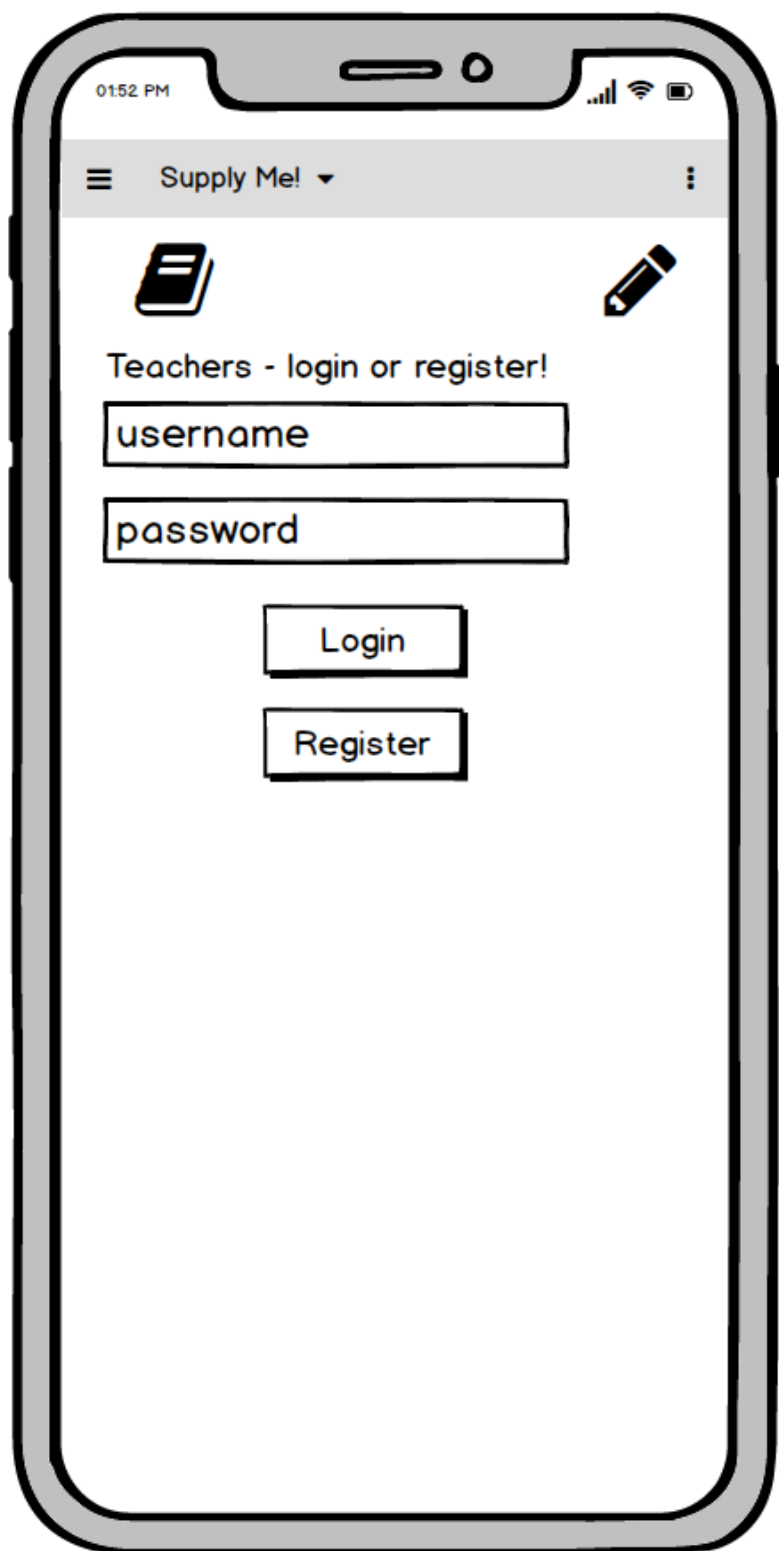 01:52 PM
Supply Me!
Teachers - login or register!
username
password
Login
Register